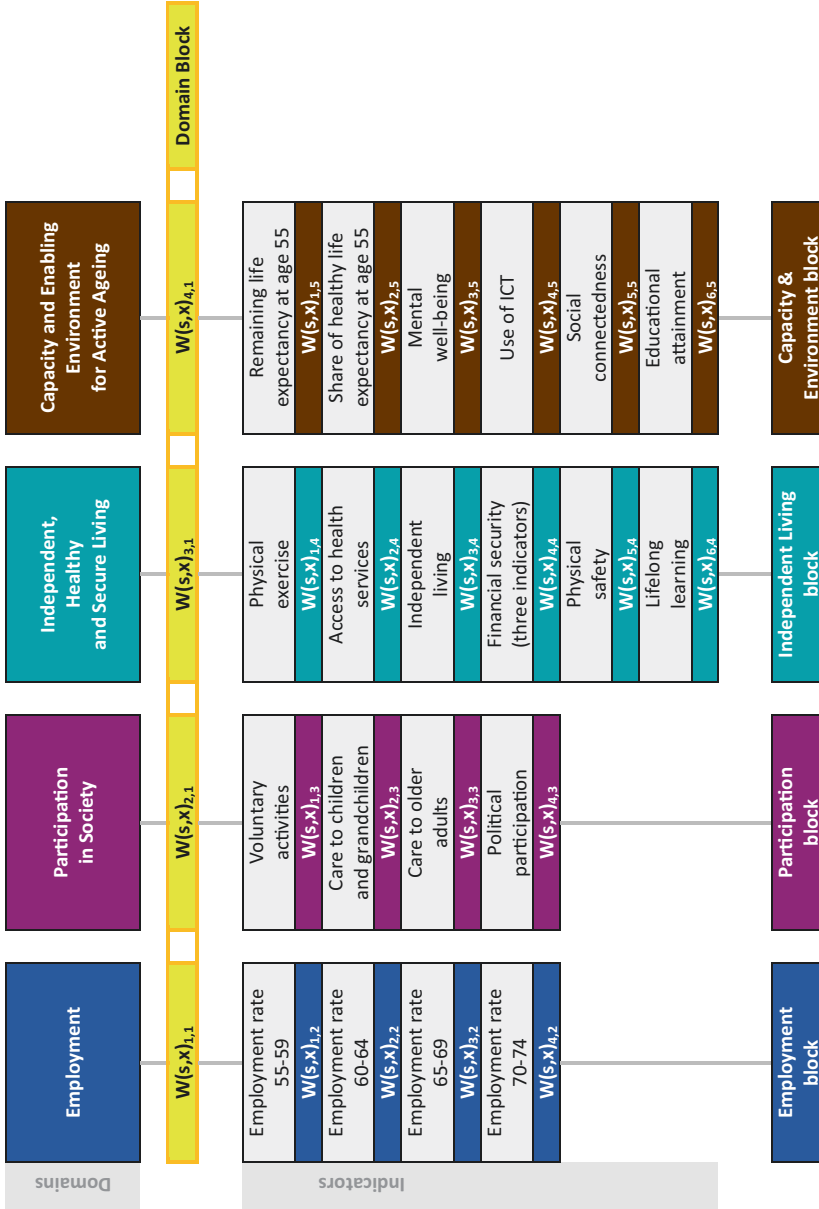 Domains
Employment
Participation
in Society
Independent,
Healthy
and Secure Living
Capacity and Enabling
Environment
for Active Ageing
W(s,x)1,1
W(s,x)2,1
W(s,x)3,1
W(s,x)4,1
Domain Block
Indicators
Employment rate
55-59
W(s,x)1,2
Employment rate
60-64
W(s,x)2,2
Employment rate
65-69
W(s,x)3,2
Employment rate
70-74
W(s,x)4,2
Voluntary
activities
W(s,x)1,3
Care to children
and grandchildren
W(s,x)2,3
Care to older
adults
W(s,x)3,3
Political
participation
W(s,x)4,3
Physical
exercise
W(s,x)1,4
Access to health
services
W(s,x)2,4
Independent
living
W(s,x)3,4
Financial security
(three indicators)
W(s,x)4,4
Physical
safety
W(s,x)5,4
Lifelong
learning
W(s,x)6,4
Remaining life
expectancy at age 55
W(s,x)1,5
Share of healthy life
expectancy at age 55
W(s,x)2,5
Mental
well-being
W(s,x)3,5
Use of ICT
W(s,x)4,5
Social
connectedness
W(s,x)5,5
Educational
attainment
W(s,x)6,5
Employment
block
Participation
block
Independent Living
block
Capacity &
Environment block